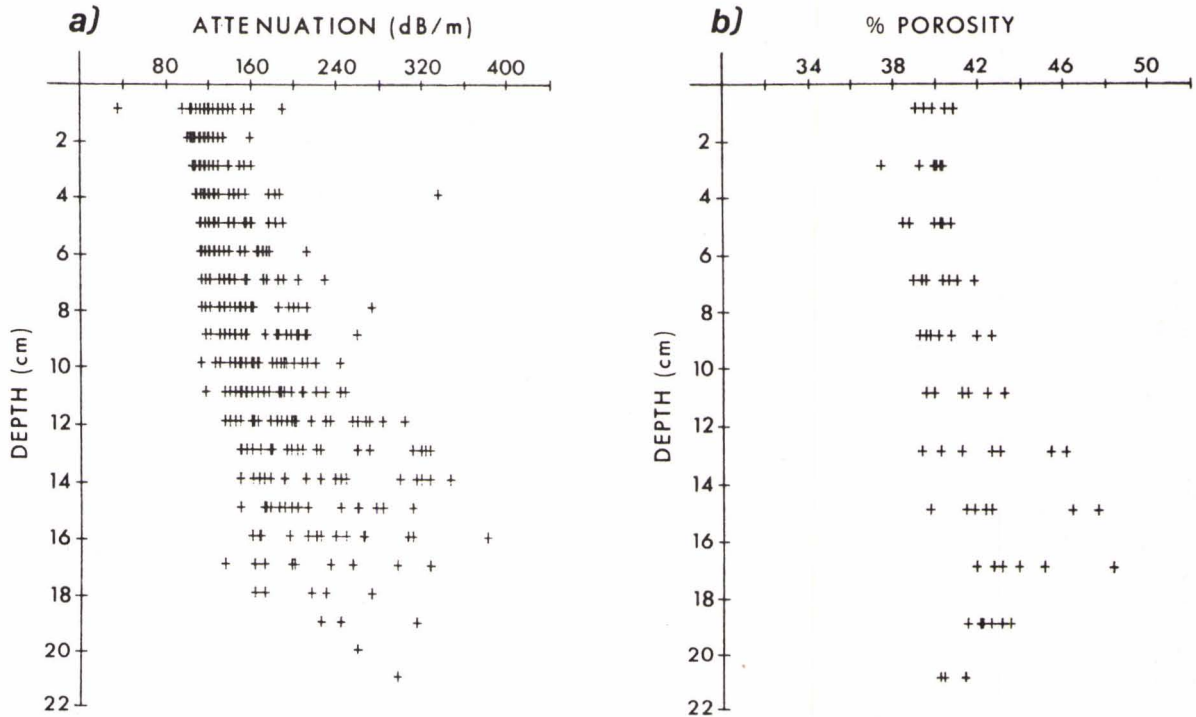 a)
ATTENUATION (dB/m)
80 160 240 320 400
2
4
6
8
10
12
14
16
18
20
22
DEPTH (cm)
b)
% POROSITY
34 38 42 46 50
2
4
6
8
10
12
14
16
18
20
22
DEPTH (cm)